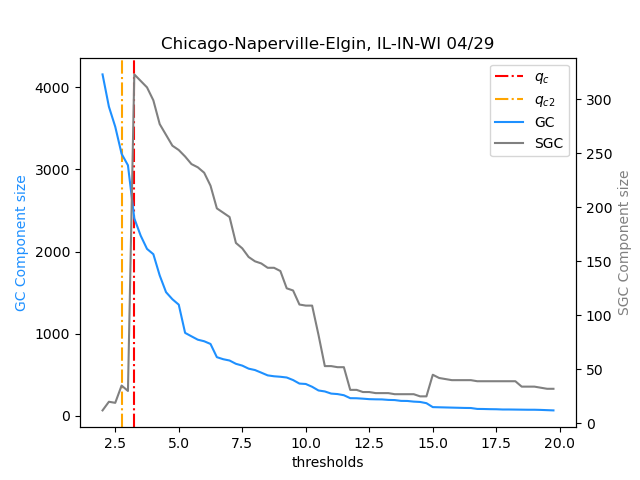 Chicago-Naperville-Elgin, IL-IN-WI 04/29
GC Component size
4000
3000
2000
1000
0
q_c
q_c2
GC
SGC
300
250
200
150
100
50
0
SGC Component size
2.5 5.0 7.5 10.0 12.5 15.0 17.5 20.0
thresholds